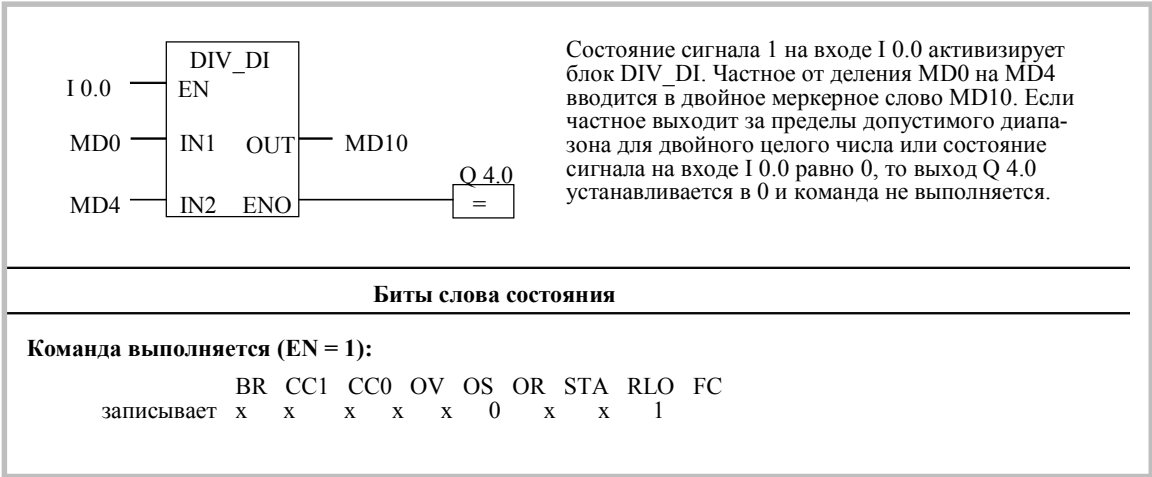 DIV_DI
I 0.0 EN
MD0 IN1 OUT MD10
Q 4.0
MD4 IN2 ENO =
Состояние сигнала 1 на входе I 0.0 активизирует
блок DIV_DI. Частное от деления MD0 на MD4
вводится в двойное меркерное слово MD10. Если
частное выходит за пределы допустимого диапа-
зона для двойного целого числа или состояние
сигнала на входе I 0.0 равно 0, то выход Q 4.0
устанавливается в 0 и команда не выполняется.
Биты слова состояния
Команда выполняется (EN = 1):
BR CC1 CC0 OV OS OR STA RLO FC
записывает x x x x x 0 x x 1